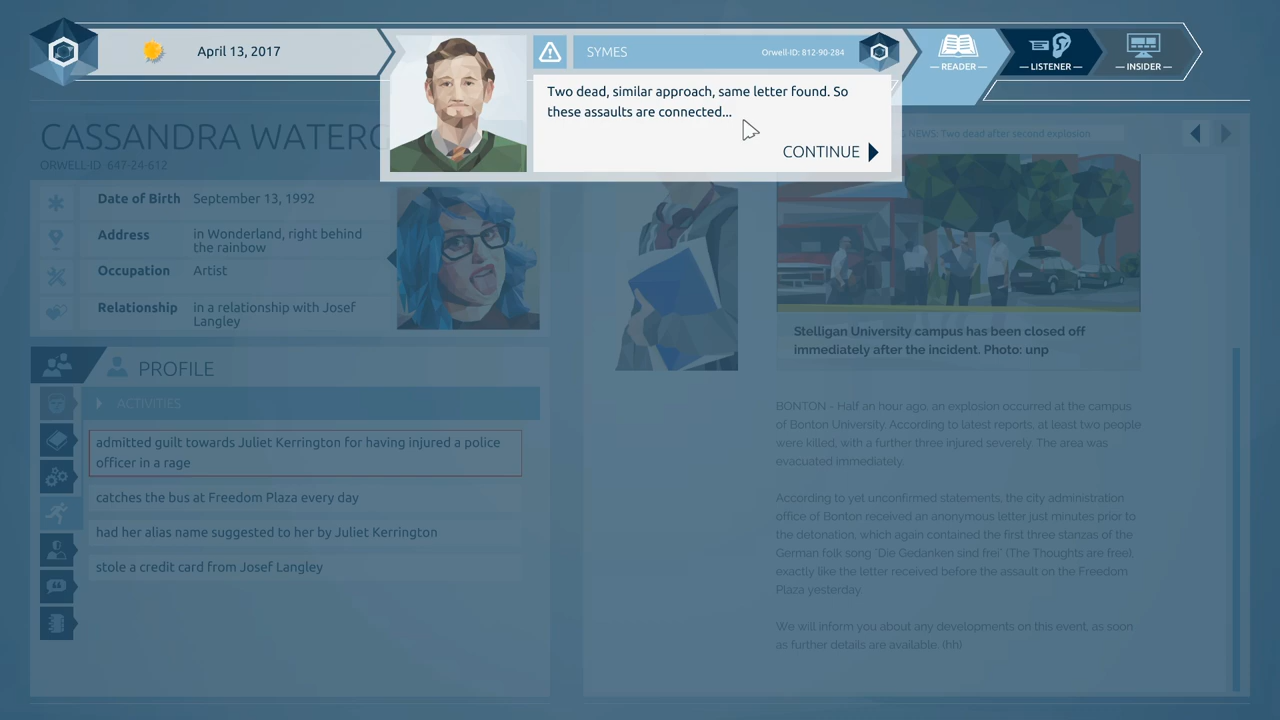 April 13, 2017
SYMES
Orwell-ID: 812-90-284
Two dead, similar approach, same letter found. So
these assaults are connected...
CONTINUE
— READER —
— LISTENER —
— INSIDER —
CASSANDRA
ORWELL-ID 647-24-612
Date of Birth September 13, 1992
Address in Wonderland, right behind
the rainbow
Occupation Artist
Relationship in a relationship with Josef
Langley
PROFILE
ACTIVITIES
admitted guilt towards Juliet Kerrington for having injured a police
officer in a rage
catches the bus at Freedom Plaza every day
had her alias name suggested to her by Juliet Kerrington
stole a credit card from Josef Langley
NEWS: Two dead after second explosion
Stelligan University campus has been closed off
immediately after the incident. Photo: unp
BONTON - Half an hour ago, an explosion occurred at the campus
of Bonton University. According to latest reports, at least two people
were killed, with a further three injured severely. The area was
evacuated immediately.
According to yet unconfirmed statements, the city administration
office of Bonton received an anonymous letter just minutes prior to
the detonation, which again contained the first three stanzas of the
German folk song "Die Gedanken sind frei" (The Thoughts are free),
exactly like the letter received before the assault on the Freedom
Plaza yesterday.
We will inform you about any developments on this event, as soon
as further details are available. (hh)